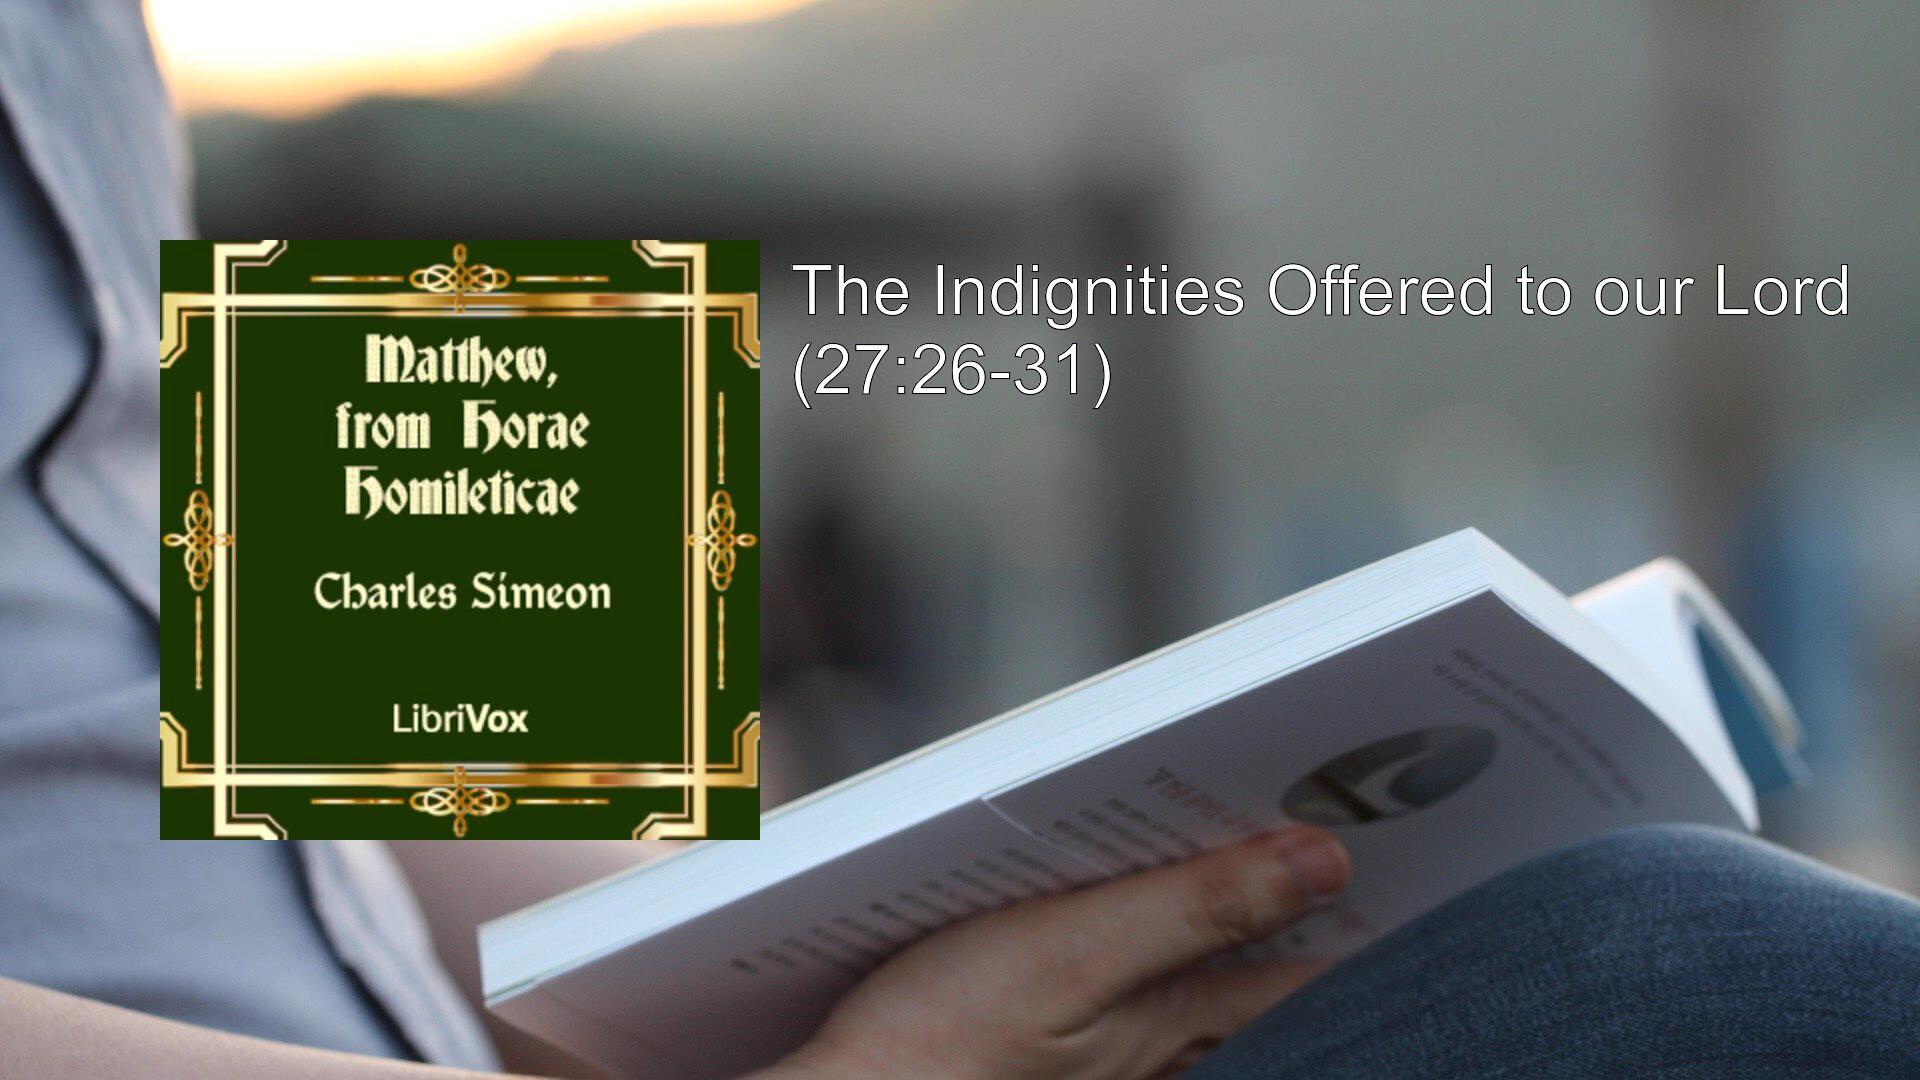 Matthew,
from Horae
Homileticae
Charles Simeon
LibriVox
The Indignities Offered to our Lord
(27:26-31)